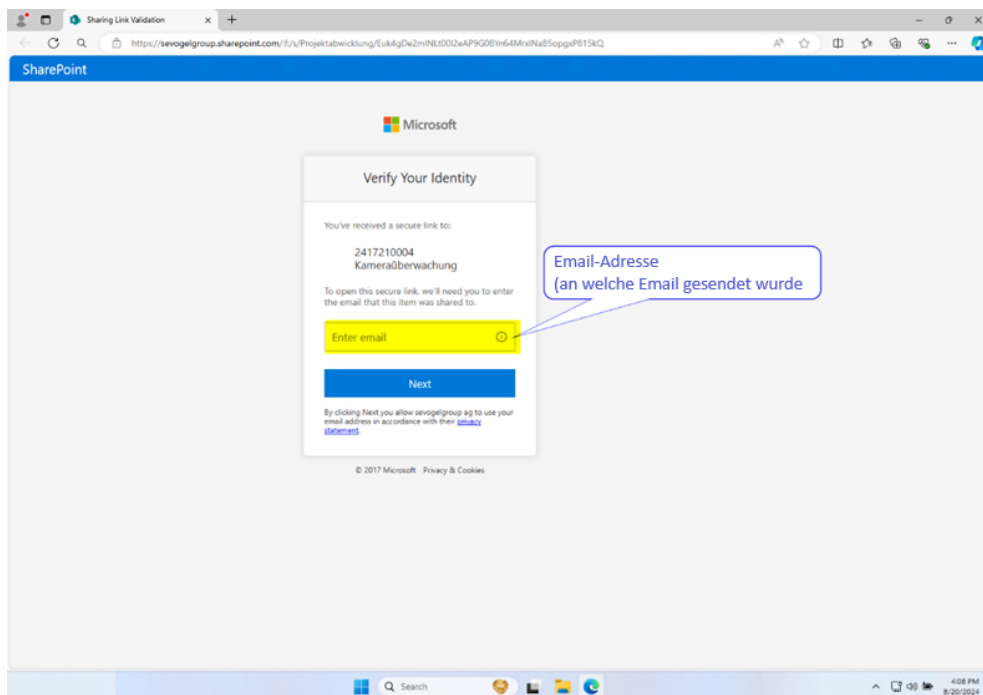 Sharing Link Validation
https://sevogelgroup.sharepoint.com/:f:/s/Projektabwicklung/
SharePoint
Microsoft
Verify Your Identity
You've received a secure link to:
2417210004
Kameraüberwachung
To open this secure link, we'll need you to enter
the email that this item was shared to.
Email-Adresse
(an welche Email gesendet wurde
Enter email
Next
By clicking Next you allow sevogelgroup ag to use your
email address in accordance with their privacy
statement.
© 2017 Microsoft Privacy & Cookies
Search
4:08 PM
8/20/2024